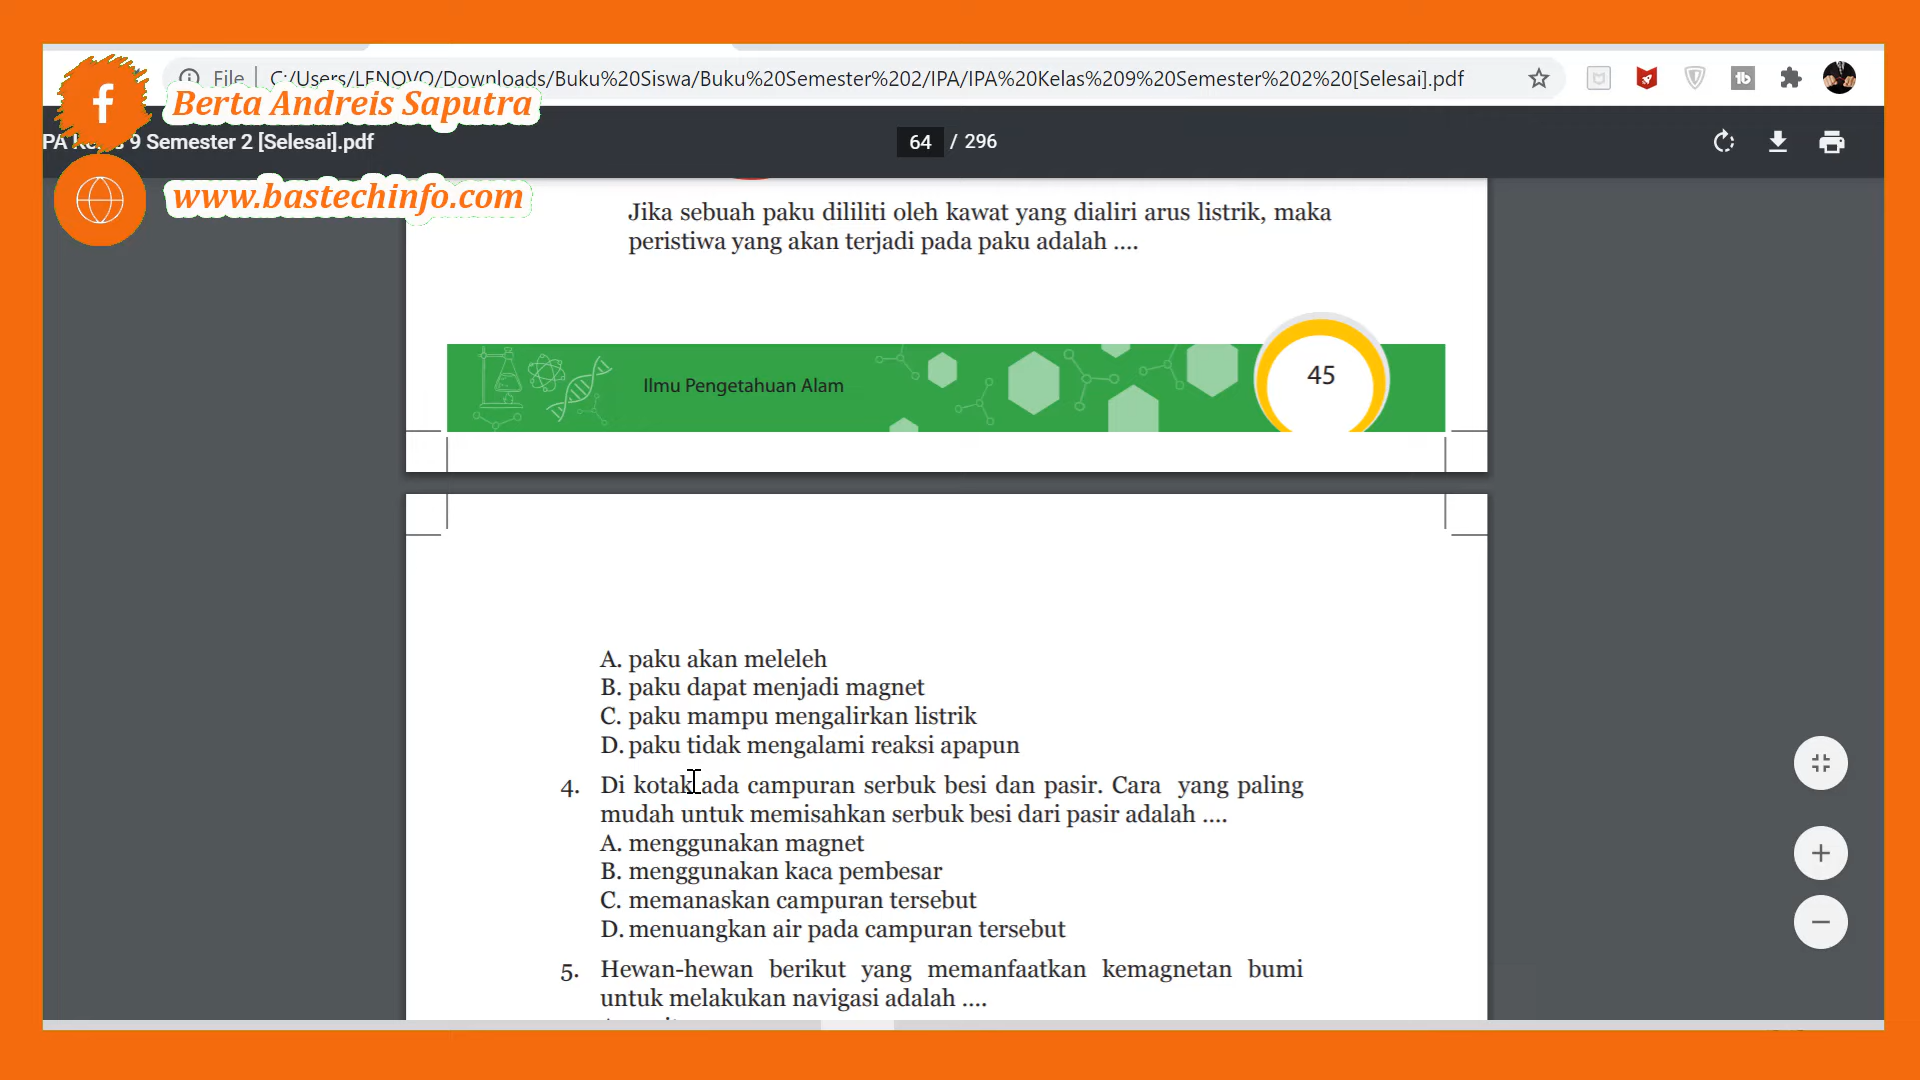 File
C:/Users/LENOVO/Downloads/Buku%20Siswa/Buku%20Semester%202/IPA/IPA%20Kelas%209%20Semester%202%20[Selesai].pdf
Berta Andreis Saputra
9 Semester 2 [Selesai].pdf
64 / 296
www.bastechinfo.com
Jika sebuah paku dililiti oleh kawat yang dialiri arus listrik, maka
peristiwa yang akan terjadi pada paku adalah ....
Ilmu Pengetahuan Alam
45
A. paku akan meleleh
B. paku dapat menjadi magnet
C. paku mampu mengalirkan listrik
D. paku tidak mengalami reaksi apapun
4. Di kotak ada campuran serbuk besi dan pasir. Cara yang paling
mudah untuk memisahkan serbuk besi dari pasir adalah ....
A. menggunakan magnet
B. menggunakan kaca pembesar
C. memanaskan campuran tersebut
D. menuangkan air pada campuran tersebut
5. Hewan-hewan berikut yang memanfaatkan kemagnetan bumi
untuk melakukan navigasi adalah ....